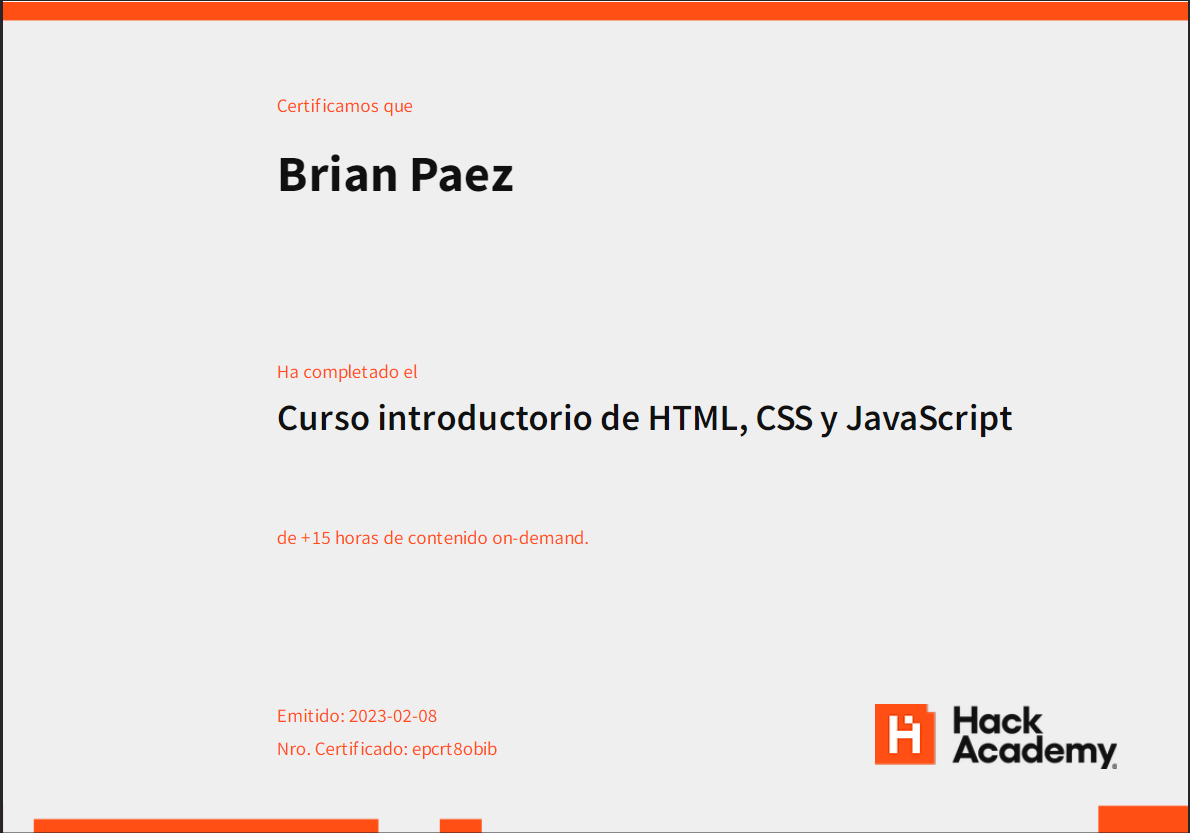 Certificamos que
Brian Paez
Ha completado el
Curso introductorio de HTML, CSS y JavaScript
de +15 horas de contenido on-demand.
Emitido: 2023-02-08
Nro. Certificado: epcrt8obib
Hack
Academy